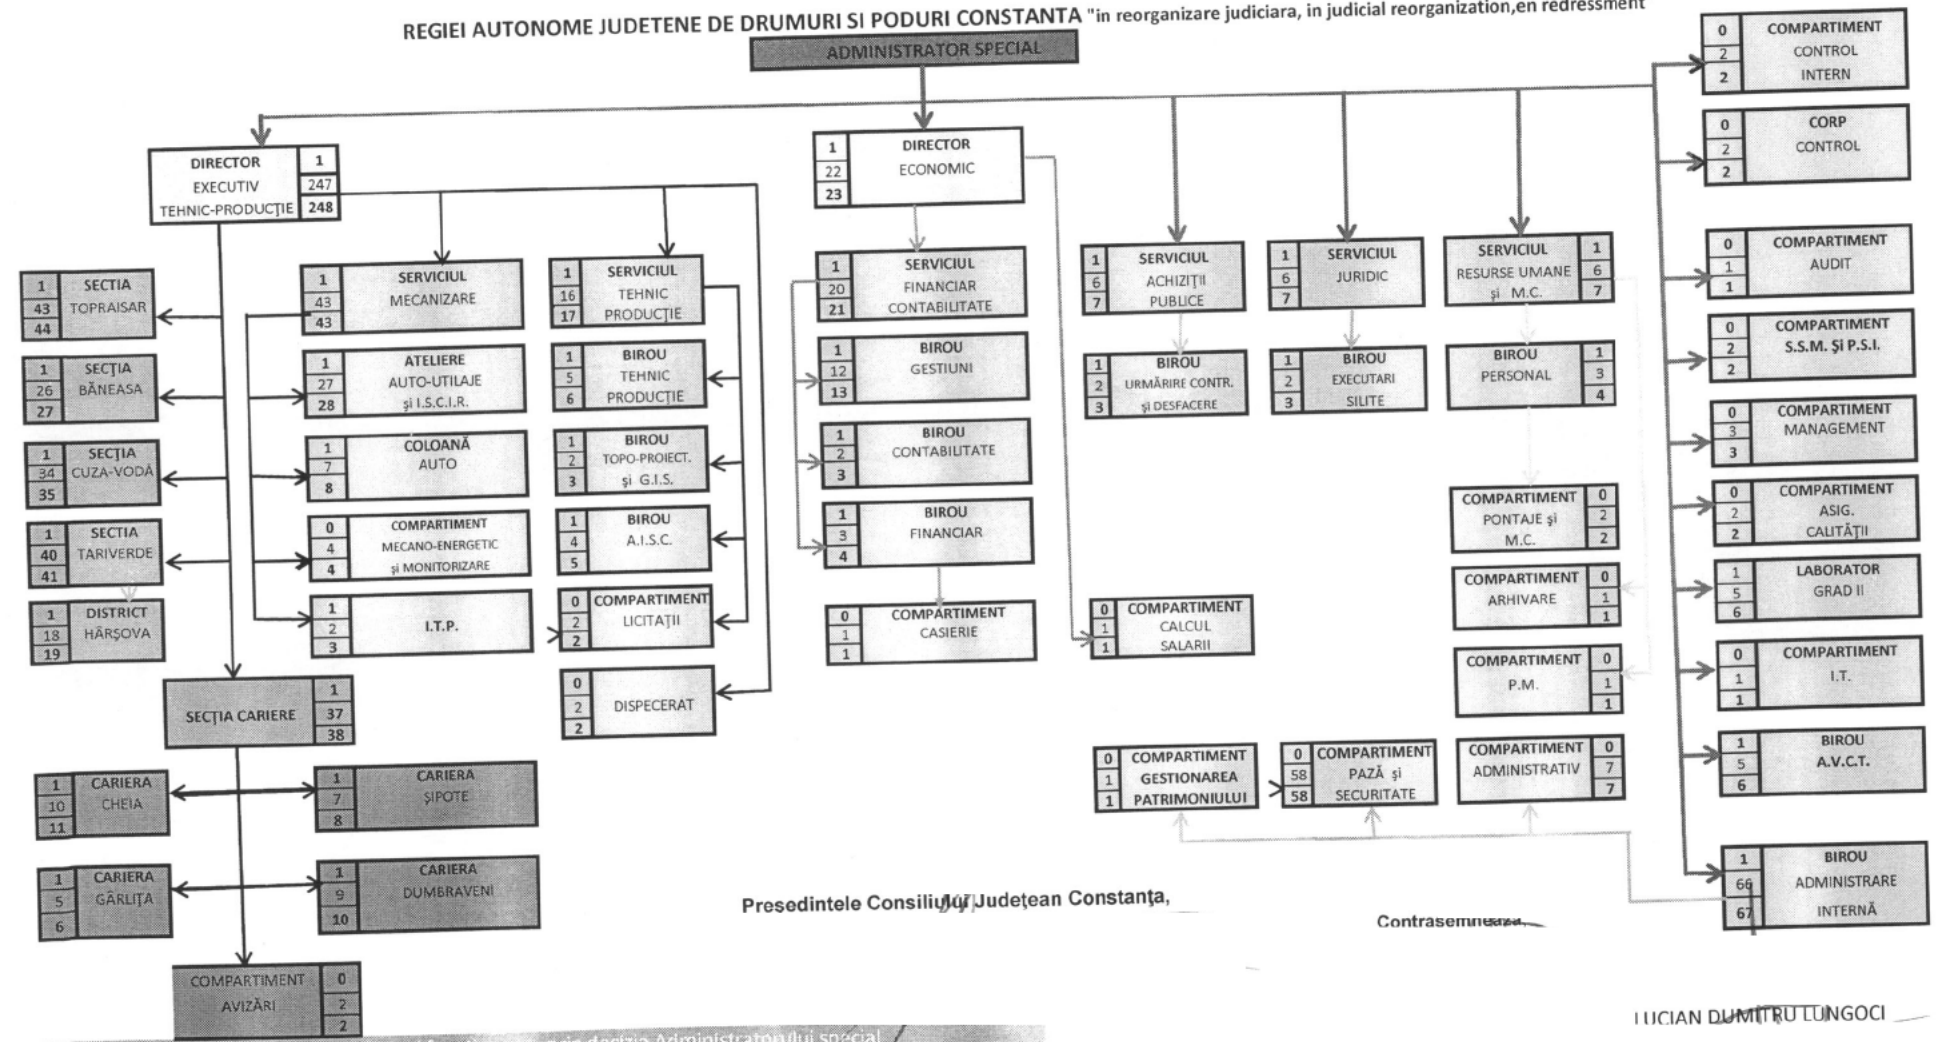 REGIEI AUTONOME JUDETENE DE DRUMURI SI PODURI CONSTANTA "in reorganizare judiciara, in judicial reorganization,en redressment
ADMINISTRATOR SPECIAL
DIRECTOR 1
EXECUTIV 247
TEHNIC-PRODUCȚIE 248
1 DIRECTOR
22 ECONOMIC
23
1 SECTIA
43 TOPRAISAR
44
1 SECȚIA
26 BĂNEASA
27
1 SECȚIA
34 CUZA-VODĂ
35
1 SECTIA
40 TARIVERDE
41
1 DISTRICT
18 HÂRȘOVA
19
1 SERVICIUL
43 MECANIZARE
43
1 ATELIERE
27 AUTO-UTILAJE
28 și I.S.C.I.R.
1 COLOANĂ
7 AUTO
8
0 COMPARTIMENT
4 MECANO-ENERGETIC
4 și MONITORIZARE
1
2 I.T.P.
3
1 SERVICIUL
16 TEHNIC
17 PRODUCȚIE
1 BIROU
5 TEHNIC
6 PRODUCȚIE
1 BIROU
2 TOPO-PROIECT.
3 și G.I.S.
1 BIROU
4 A.I.S.C.
5
0 COMPARTIMENT
2 LICITAȚII
2
0
2 DISPECERAT
2
1 SERVICIUL
20 FINANCIAR
21 CONTABILITATE
1 BIROU
12 GESTIUNI
13
1 BIROU
2 CONTABILITATE
3
1 BIROU
3 FINANCIAR
4
0 COMPARTIMENT
1 CASIERIE
1
0 COMPARTIMENT
1 CALCUL
1 SALARII
1 SERVICIUL
6 ACHIZIȚII
7 PUBLICE
1 BIROU
2 URMĂRIRE CONTR.
3 și DESFACERE
1 SERVICIUL
6 JURIDIC
7
1 BIROU
2 EXECUTARI
3 SILITE
SERVICIUL 1
RESURSE UMANE 6
și M.C. 7
BIROU 1
PERSONAL 3
4
COMPARTIMENT 0
PONTAJE și 2
M.C. 2
COMPARTIMENT 0
ARHIVARE 1
1
COMPARTIMENT 0
P.M. 1
1
0 COMPARTIMENT
1 GESTIONAREA
1 PATRIMONIULUI
0 COMPARTIMENT
58 PAZĂ și
58 SECURITATE
COMPARTIMENT 0
ADMINISTRATIV 7
7
0 COMPARTIMENT
2 CONTROL
2 INTERN
0 CORP
2 CONTROL
2
0 COMPARTIMENT
1 AUDIT
1
0 COMPARTIMENT
2 S.S.M. Și P.S.I.
2
0 COMPARTIMENT
3 MANAGEMENT
3
0 COMPARTIMENT
2 ASIG.
2 CALITĂȚII
1 LABORATOR
5 GRAD II
6
0 COMPARTIMENT
1 I.T.
1
1 BIROU
5 A.V.C.T.
6
1 BIROU
66 ADMINISTRARE
67 INTERNĂ
1
SECȚIA CARIERE 37
38
1 CARIERA
10 CHEIA
11
1 CARIERA
7 ȘIPOTE
8
1 CARIERA
5 GÂRLIȚA
6
1 CARIERA
9 DUMBRAVENI
10
COMPARTIMENT 0
AVIZĂRI 2
2
Presedintele Consiliului Județean Constanța,
Contrasemneaza,
LUCIAN DUMITRU LUNGOCI
decizia Administratorului special